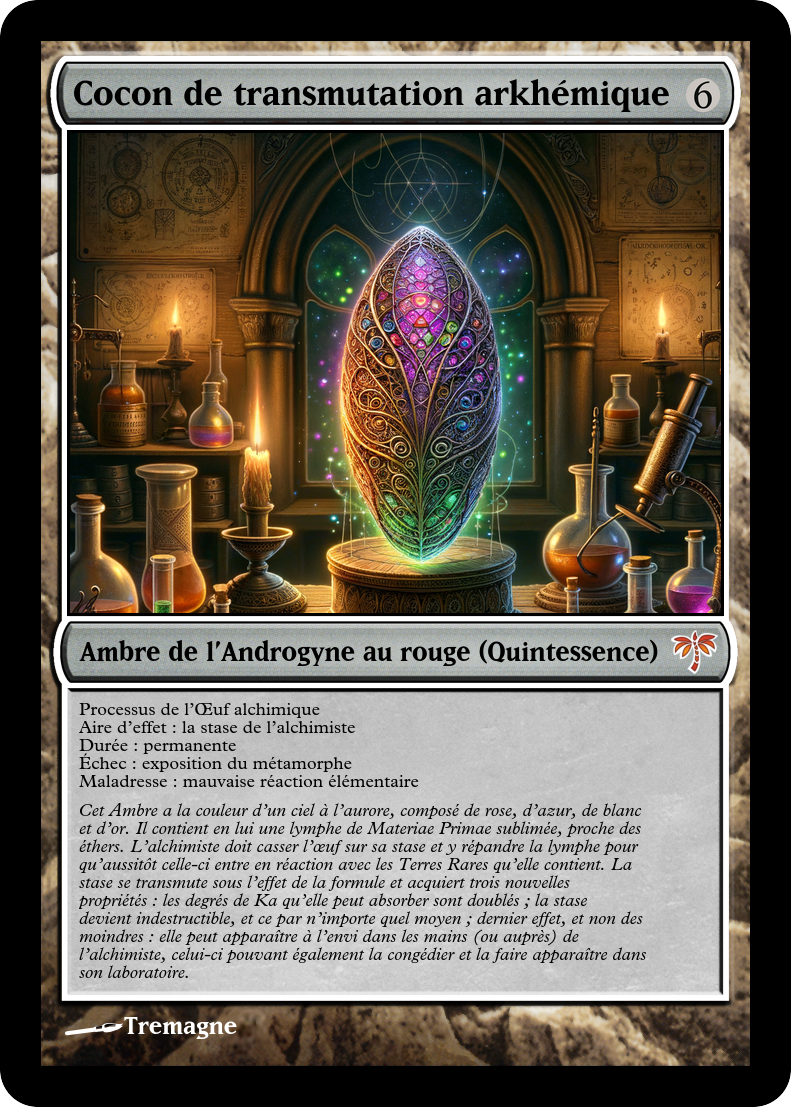 Cocon de transmutation arkhémique 6
Ambre de l'Androgyne au rouge (Quintessence)
Processus de l'Œuf alchimique
Aire d'effet : la stase de l'alchimiste
Durée : permanente
Échec : exposition du métamorphe
Maladresse : mauvaise réaction élémentaire
Cet Ambre a la couleur d'un ciel à l'aurore, composé de rose, d'azur, de blanc
et d'or. Il contient en lui une lymphe de Materiae Primae sublimée, proche des
éthers. L'alchimiste doit casser l'œuf sur sa stase et y répandre la lymphe pour
qu'aussitôt celle-ci entre en réaction avec les Terres Rares qu'elle contient. La
stase se transmute sous l'effet de la formule et acquiert trois nouvelles
propriétés : les degrés de Ka qu'elle peut absorber sont doublés ; la stase
devient indestructible, et ce par n'importe quel moyen ; dernier effet, et non des
moindres : elle peut apparaître à l'envi dans les mains (ou auprès) de
l'alchimiste, celui-ci pouvant également la congédier et la faire apparaître dans
son laboratoire.
Tremagne